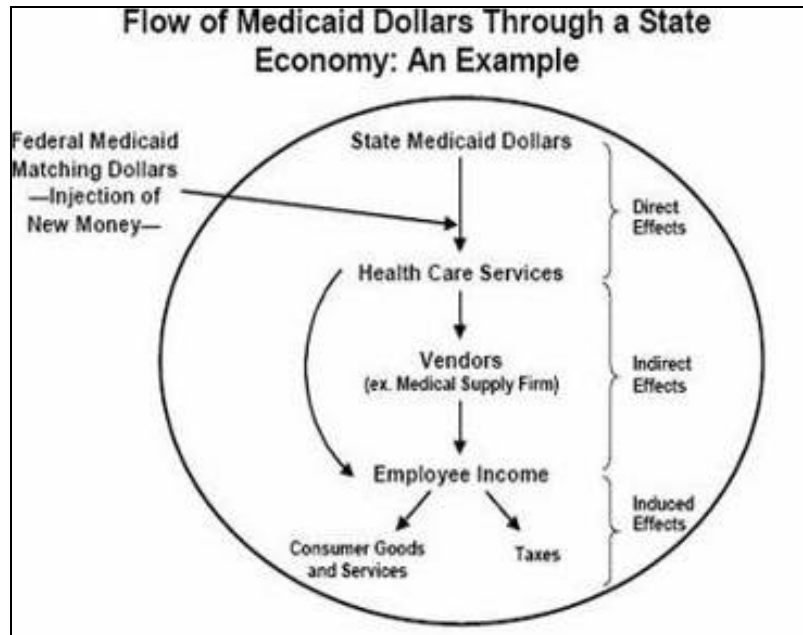 Flow of Medicaid Dollars Through a State
Economy: An Example
Federal Medicaid
Matching Dollars
—Injection of
New Money—
State Medicaid Dollars
Direct
Effects
Health Care Services
Vendors
(ex. Medical Supply Firm)
Indirect
Effects
Employee Income
Induced
Effects
Consumer Goods
and Services
Taxes